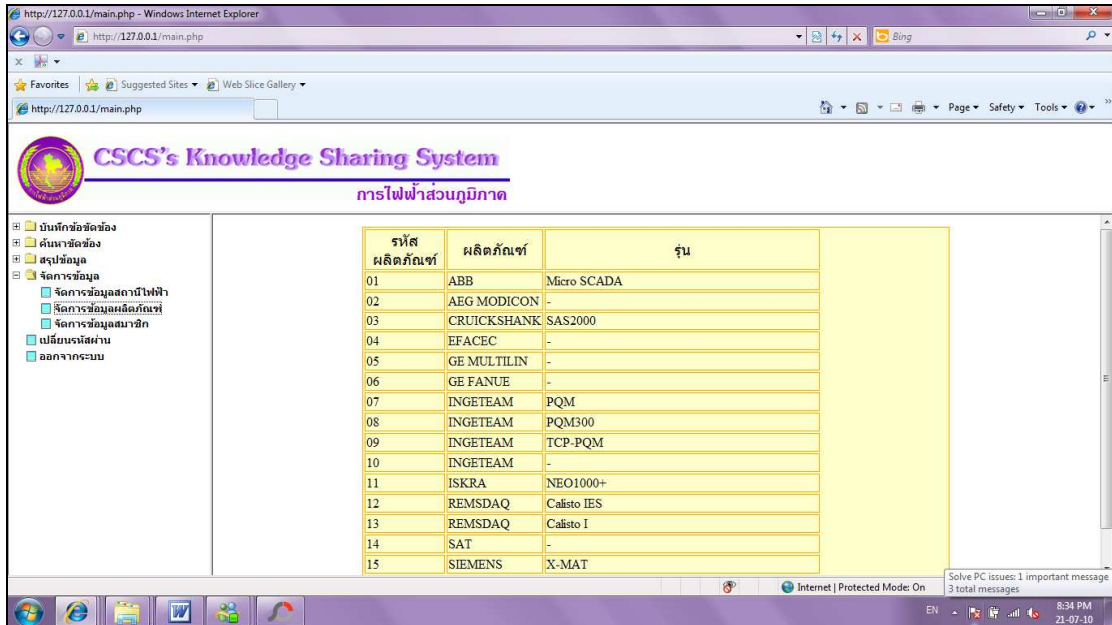 http://127.0.0.1/main.php - Windows Internet Explorer
http://127.0.0.1/main.php
Bing
Favorites Suggested Sites Web Slice Gallery
http://127.0.0.1/main.php
Page Safety Tools
CSCS's Knowledge Sharing System
การไฟฟ้าส่วนภูมิภาค
บันทึกข้อขัดข้อง
ค้นหาขัดข้อง
สรุปข้อมูล
จัดการข้อมูล
จัดการข้อมูลสถานีไฟฟ้า
จัดการข้อมูลผลิตภัณฑ์
จัดการข้อมูลสมาชิก
เปลี่ยนรหัสผ่าน
ออกจากระบบ
รหัสผลิตภัณฑ์ ผลิตภัณฑ์ รุ่น
01 ABB Micro SCADA
02 AEG MODICON -
03 CRUICKSHANK SAS2000
04 EFACEC -
05 GE MULTILIN -
06 GE FANUE -
07 INGETEAM PQM
08 INGETEAM PQM300
09 INGETEAM TCP-PQM
10 INGETEAM -
11 ISKRA NEO1000+
12 REMSDAQ Calisto IES
13 REMSDAQ Calisto I
14 SAT -
15 SIEMENS X-MAT
Internet | Protected Mode: On
Solve PC issues: 1 important message
3 total messages
EN
8:34 PM
21-07-10